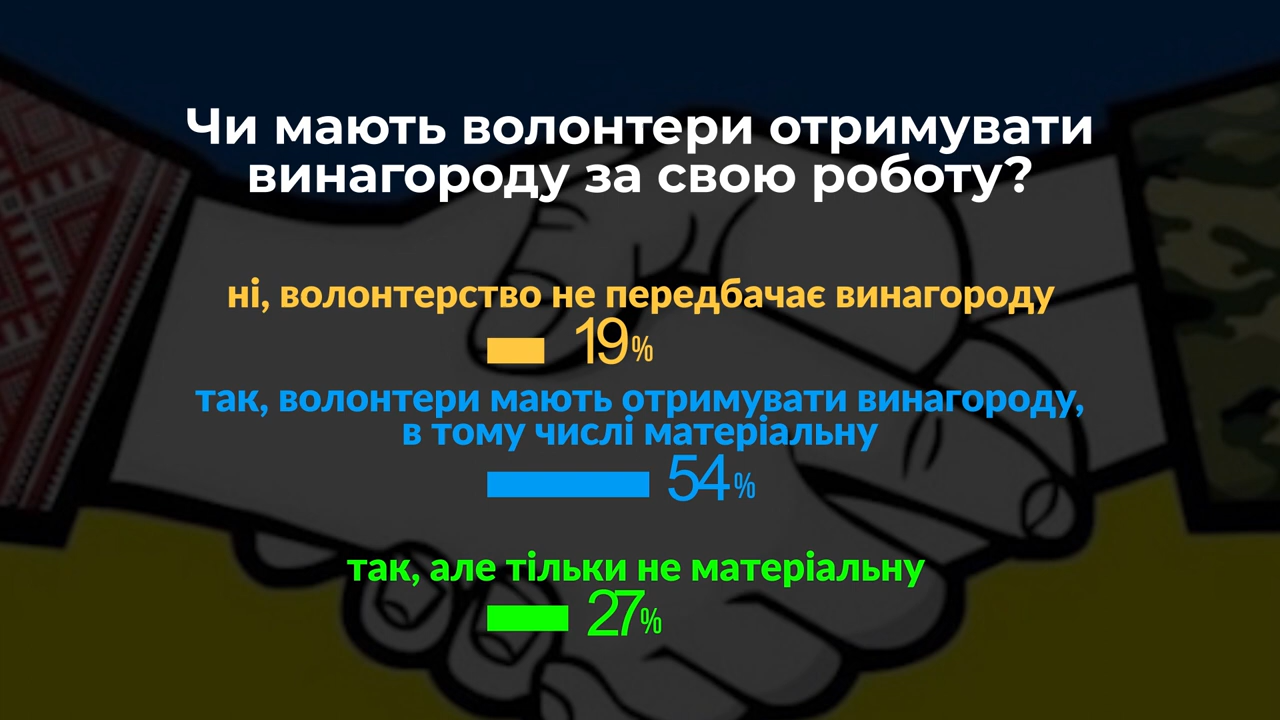 Чи мають волонтери отримувати
винагороду за свою роботу?
ні, волонтерство не передбачає винагороду
19%
так, волонтери мають отримувати винагороду,
в тому числі матеріальну
54%
так, але тільки не матеріальну
27%